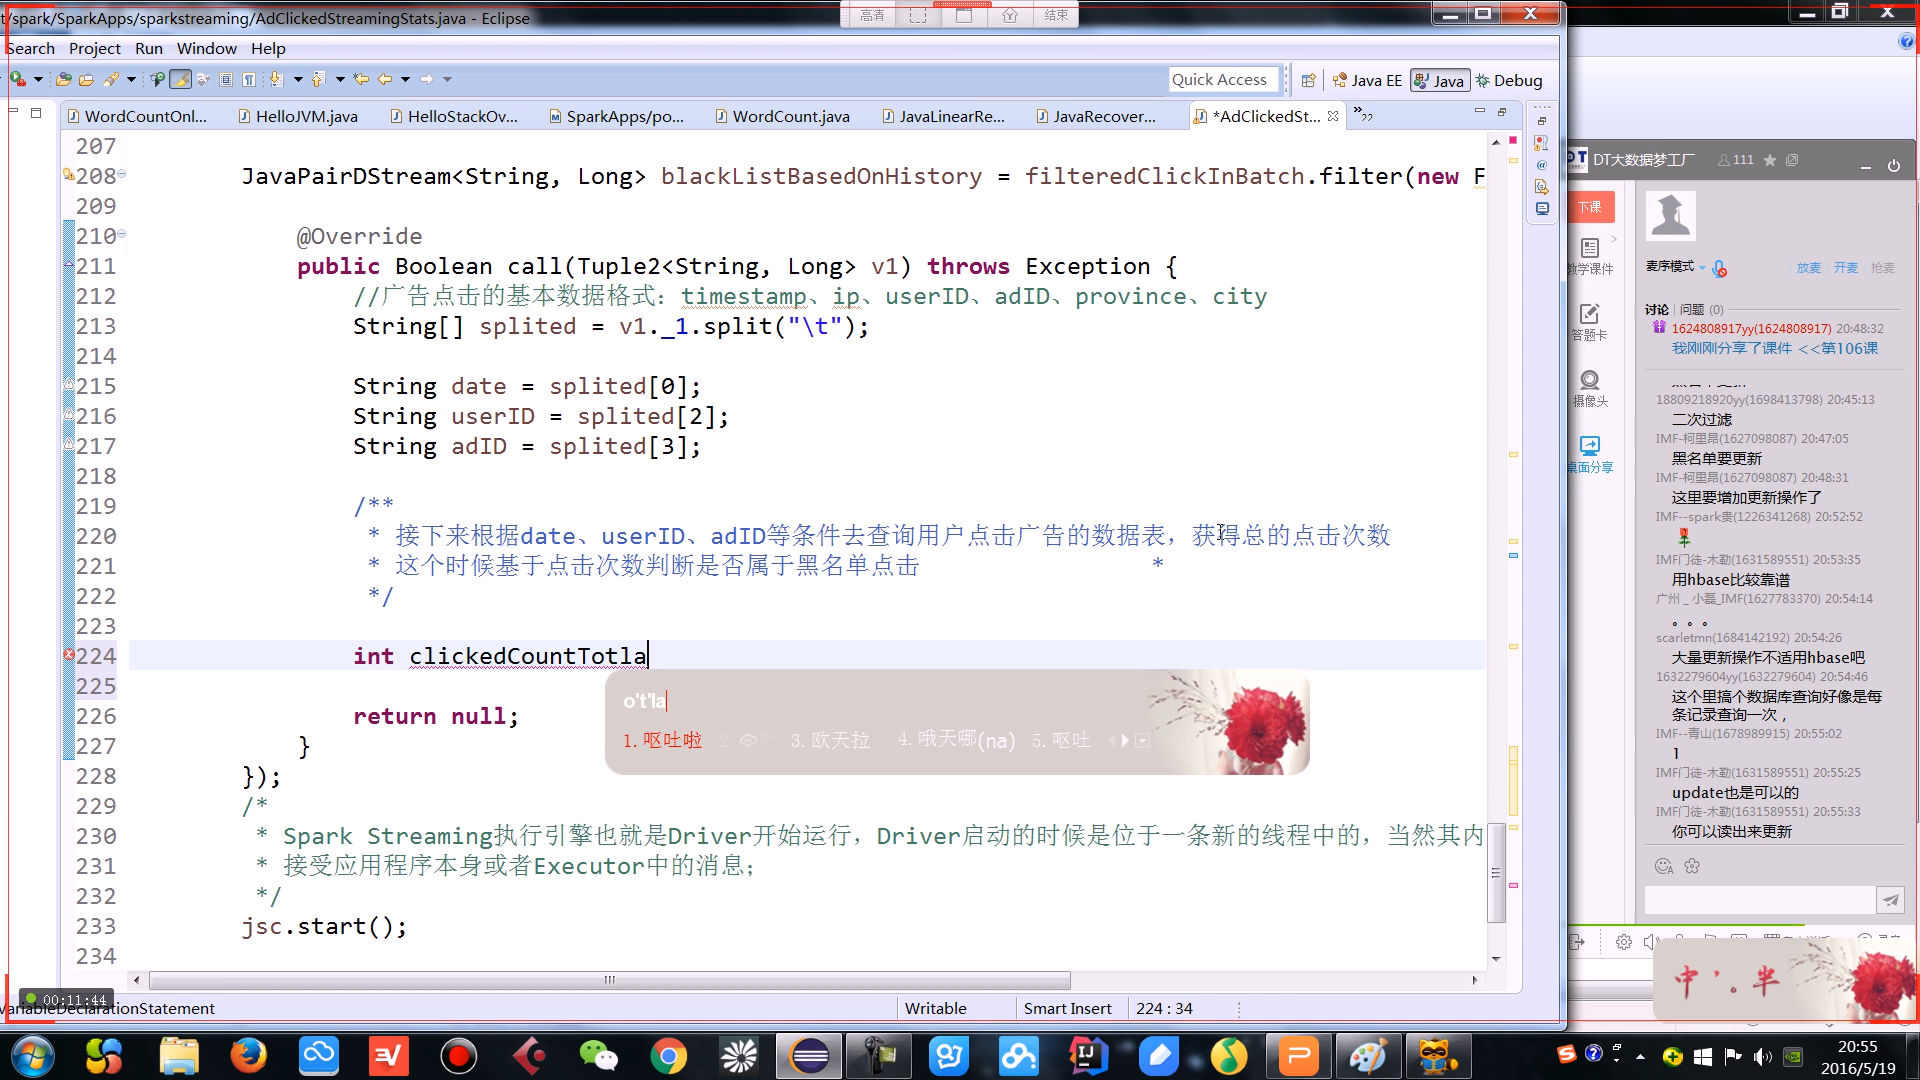 t/spark/SparkApps/sparkstreaming/AdClickedStreamingStats.java - Eclipse
高清
结束
Search Project Run Window Help
Quick Access
Java EE
Java
Debug
WordCountOnl...
HelloJVM.java
HelloStackOv...
SparkApps/po...
WordCount.java
JavaLinearRe...
JavaRecover...
*AdClickedSt...
»22
207
208 JavaPairDStream<String, Long> blackListBasedOnHistory = filteredClickInBatch.filter(new F
209
210 @Override
211 public Boolean call(Tuple2<String, Long> v1) throws Exception {
212 //广告点击的基本数据格式：timestamp、ip、userID、adID、province、city
213 String[] splited = v1._1.split("\t");
214
215 String date = splited[0];
216 String userID = splited[2];
217 String adID = splited[3];
218
219 /**
220 * 接下来根据date、userID、adID等条件去查询用户点击广告的数据表，获得总的点击次数
221 * 这个时候基于点击次数判断是否属于黑名单点击 *
222 */
223
224 int clickedCountTotla
225
226 return null;
227 }
228 });
229 /*
230 * Spark Streaming执行引擎也就是Driver开始运行，Driver启动的时候是位于一条新的线程中的，当然其内
231 * 接受应用程序本身或者Executor中的消息；
232 */
233 jsc.start();
234
o't'la
1. 呕吐啦 2. 3. 欧天拉 4. 哦天哪(na) 5. 呕吐
00:11:44
VariableDeclarationStatement
Writable
Smart Insert
224 : 34
DT大数据梦工厂
111
下课
教学课件
答题卡
摄像头
桌面分享
麦序模式
放麦 开麦 抢麦
讨论 问题 (0)
1624808917yy(1624808917) 20:48:32
我刚刚分享了课件 <<第106课
18809218920yy(1698413798) 20:45:13
二次过滤
IMF-柯里昂(1627098087) 20:47:05
黑名单要更新
IMF-柯里昂(1627098087) 20:48:31
这里要增加更新操作了
IMF--spark贵(1226341268) 20:52:52
IMF门徒-木勒(1631589551) 20:53:35
用hbase比较靠谱
广州 _ 小磊_IMF(1627783370) 20:54:14
。。。
scarletmn(1684142192) 20:54:26
大量更新操作不适用hbase吧
1632279604yy(1632279604) 20:54:46
这个里搞个数据库查询好像是每
条记录查询一次，
IMF--青山(1678989915) 20:55:02
1
IMF门徒-木勒(1631589551) 20:55:25
update也是可以的
IMF门徒-木勒(1631589551) 20:55:33
你可以读出来更新
中 '。半
20:55
2016/5/19